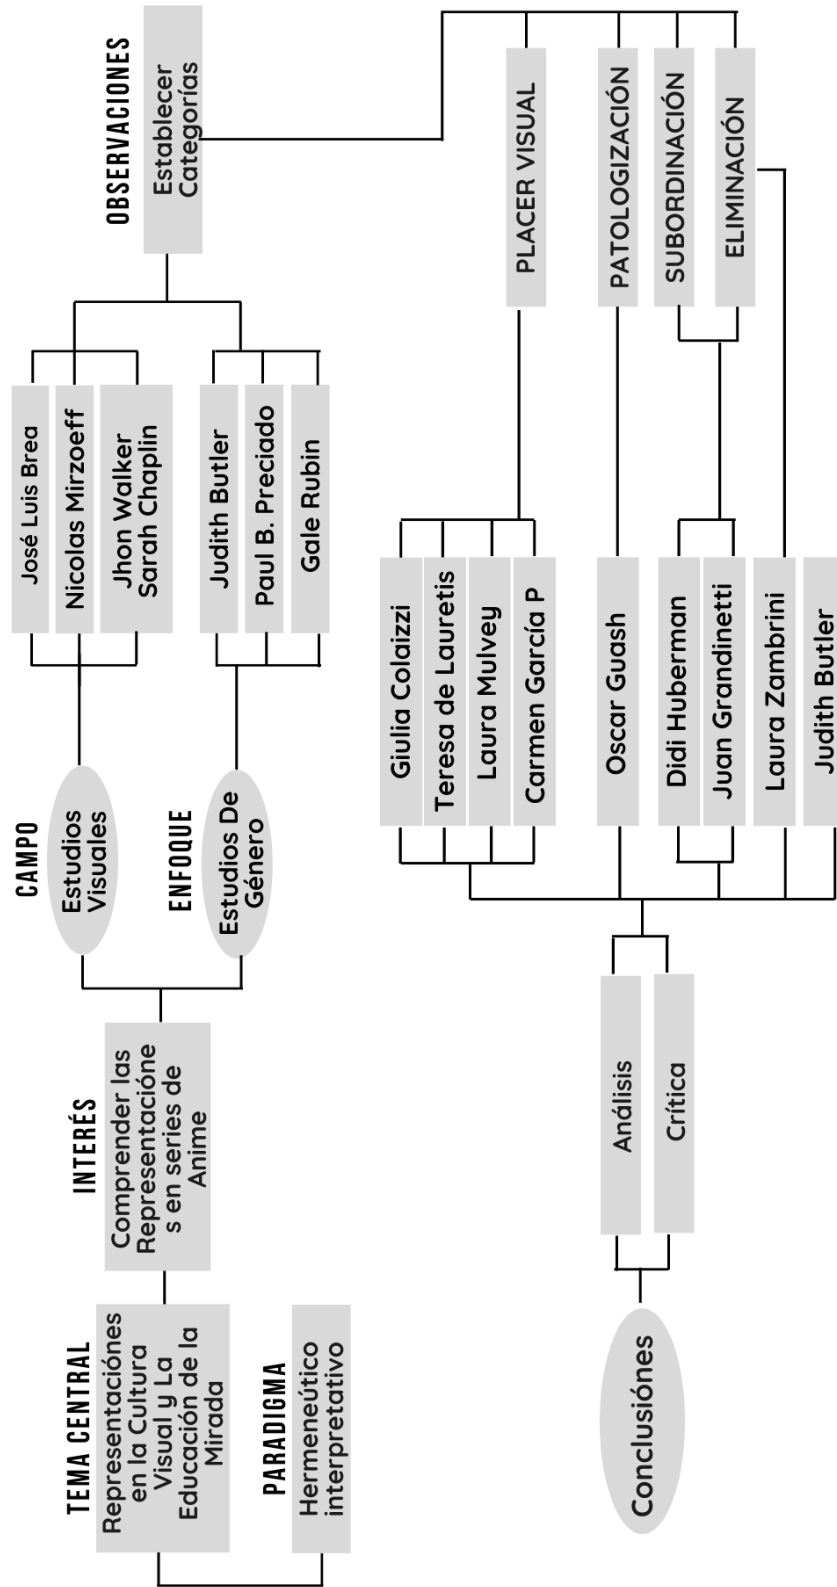 TEMA CENTRAL
Representaciónes
en la Cultura
Visual y La
Educación de la
Mirada
PARADIGMA
Hermeneútico
interpretativo
INTERÉS
Comprender las
Representacióne
s en series de
Anime
CAMPO
Estudios
Visuales
ENFOQUE
Estudios De
Género
José Luis Brea
Nicolas Mirzoeff
Jhon Walker
Sarah Chaplin
Judith Butler
Paul B. Preciado
Gale Rubin
OBSERVACIONES
Establecer
Categorías
PLACER VISUAL
PATOLOGIZACIÓN
SUBORDINACIÓN
ELIMINACIÓN
Giulia Colaizzi
Teresa de Lauretis
Laura Mulvey
Carmen García P
Oscar Guash
Didi Huberman
Juan Grandinetti
Laura Zambrini
Judith Butler
Análisis
Crítica
Conclusiónes